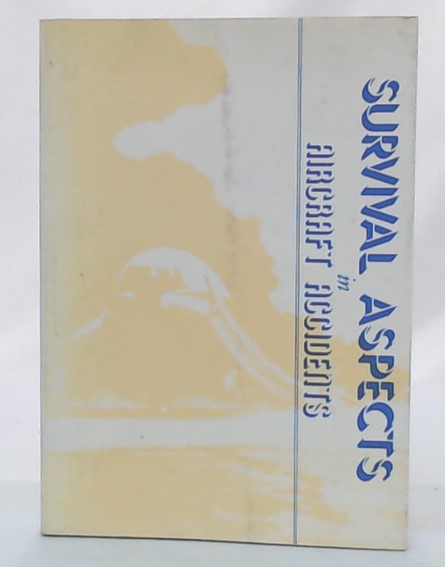 SURVIVAL ASPECTS
in
AIRCRAFT ACCIDENTS